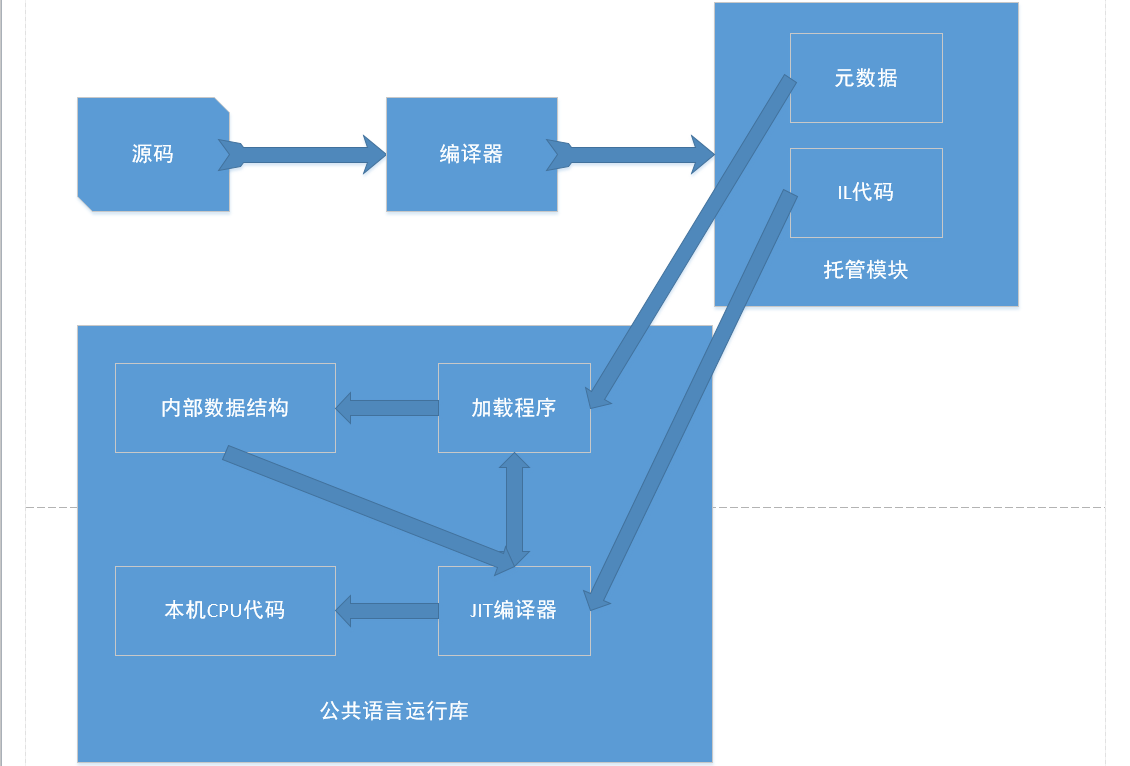 源码
编译器
元数据
IL代码
托管模块
内部数据结构
加载程序
本机CPU代码
JIT编译器
公共语言运行库